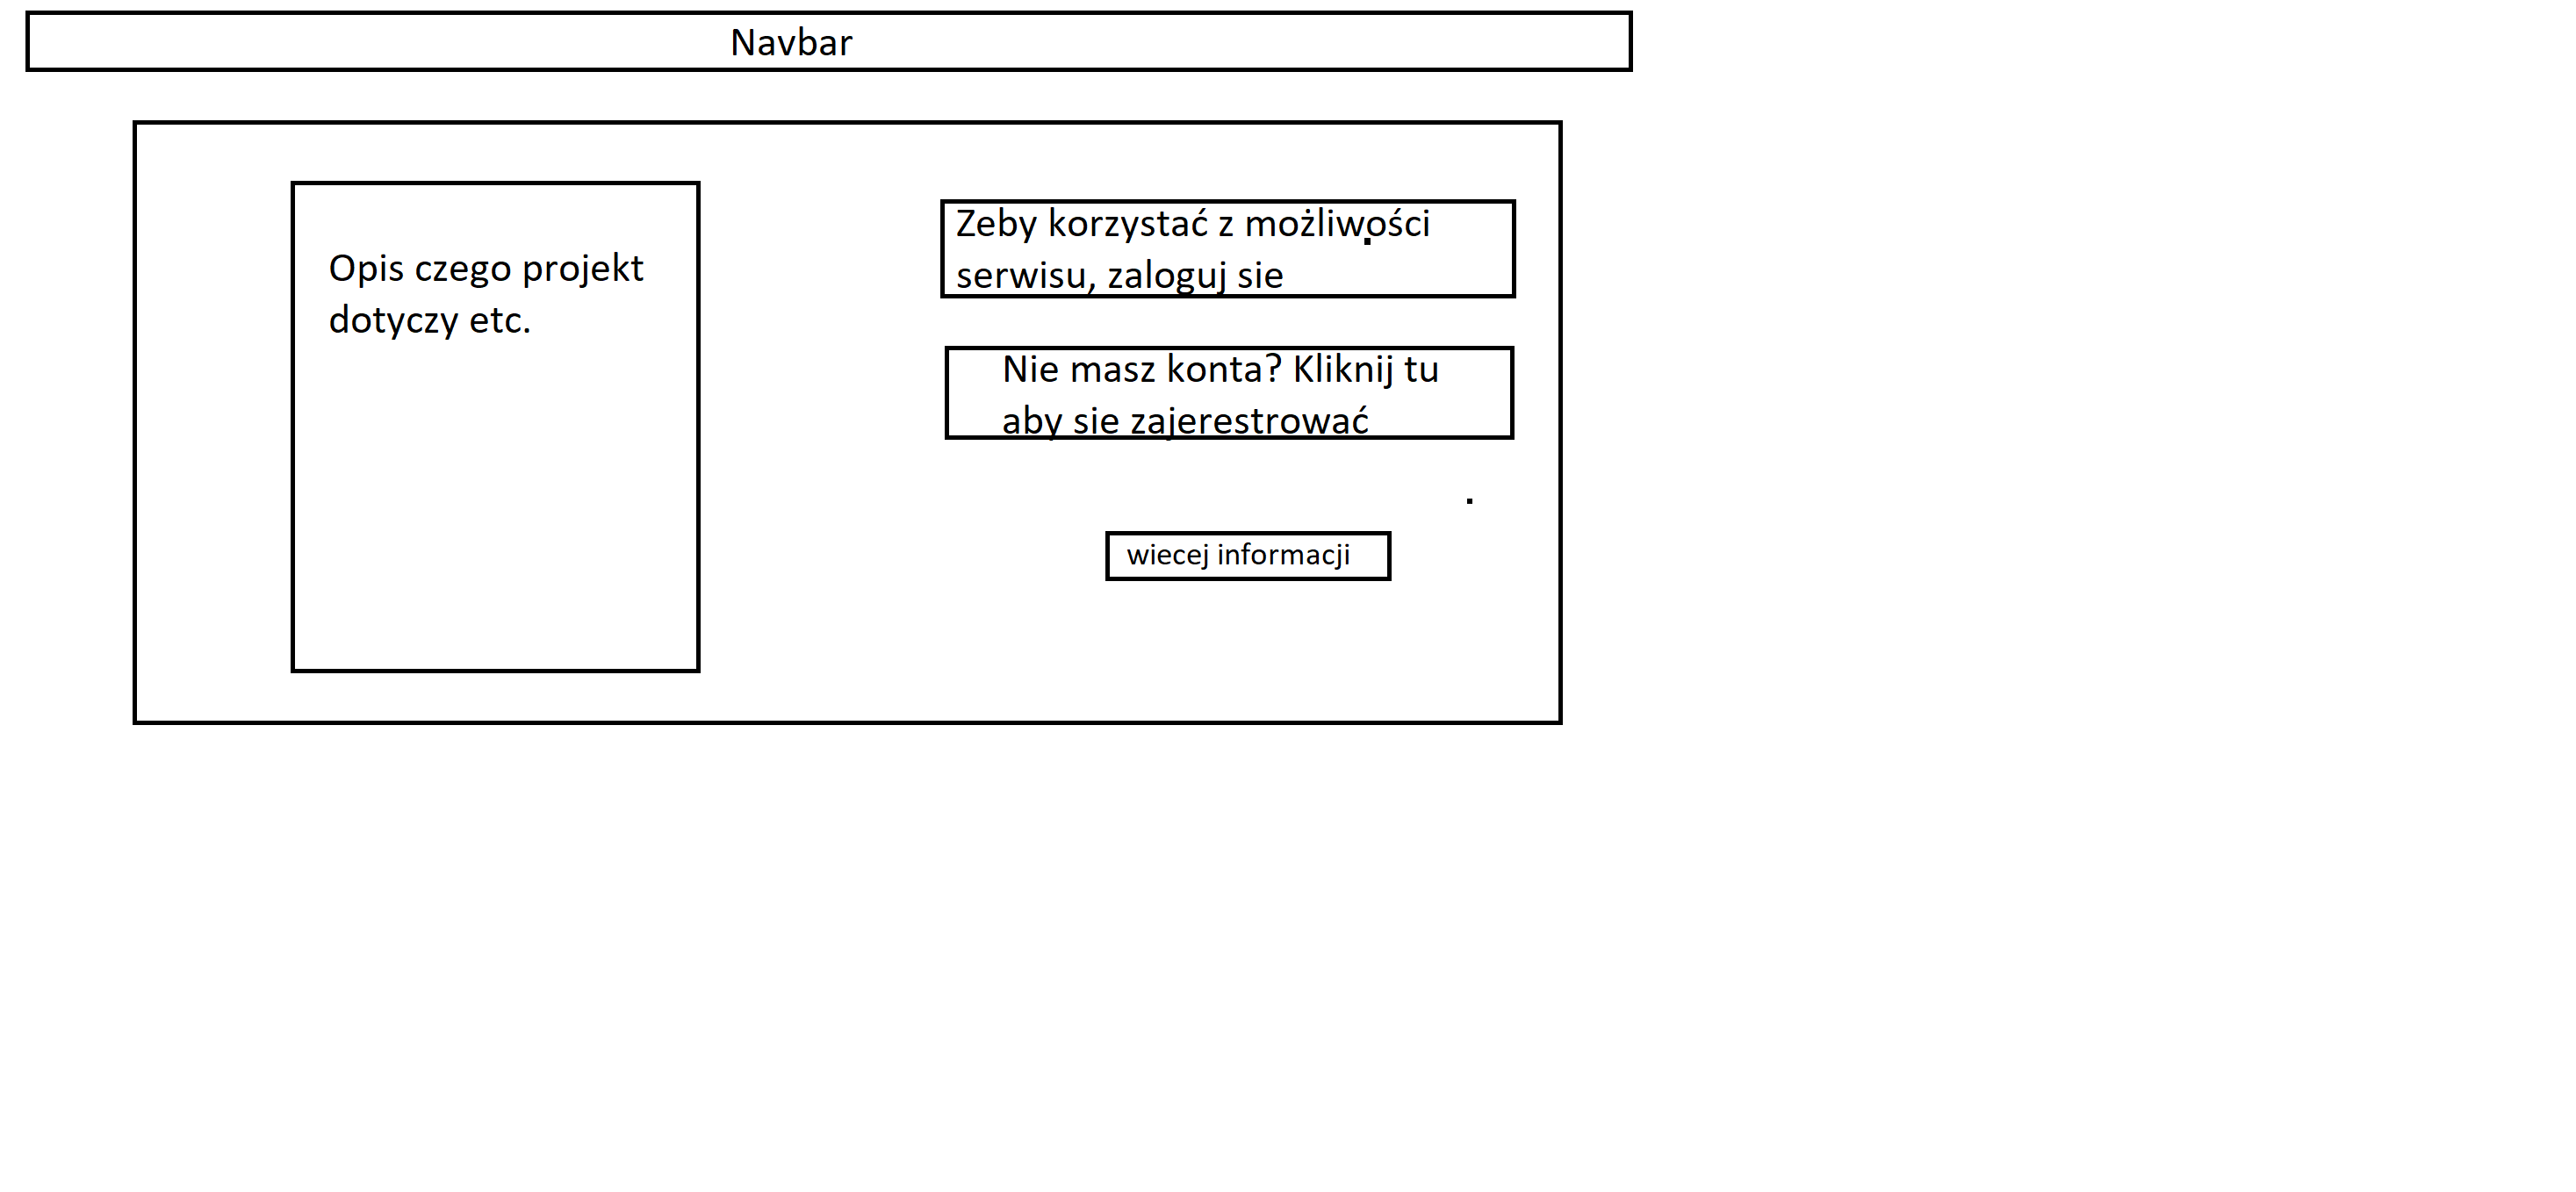 Navbar
Opis czego projekt
dotyczy etc.
Zeby korzystać z możliwości
serwisu, zaloguj sie
Nie masz konta? Kliknij tu
aby sie zajerestrować
wiecej informacji